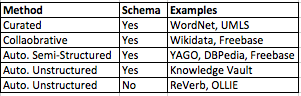 Method Schema Examples
Curated Yes WordNet, UMLS
Collaobrative Yes Wikidata, Freebase
Auto. Semi-Structured Yes YAGO, DBPedia, Freebase
Auto. Unstructured Yes Knowledge Vault
Auto. Unstructured No ReVerb, OLLIE